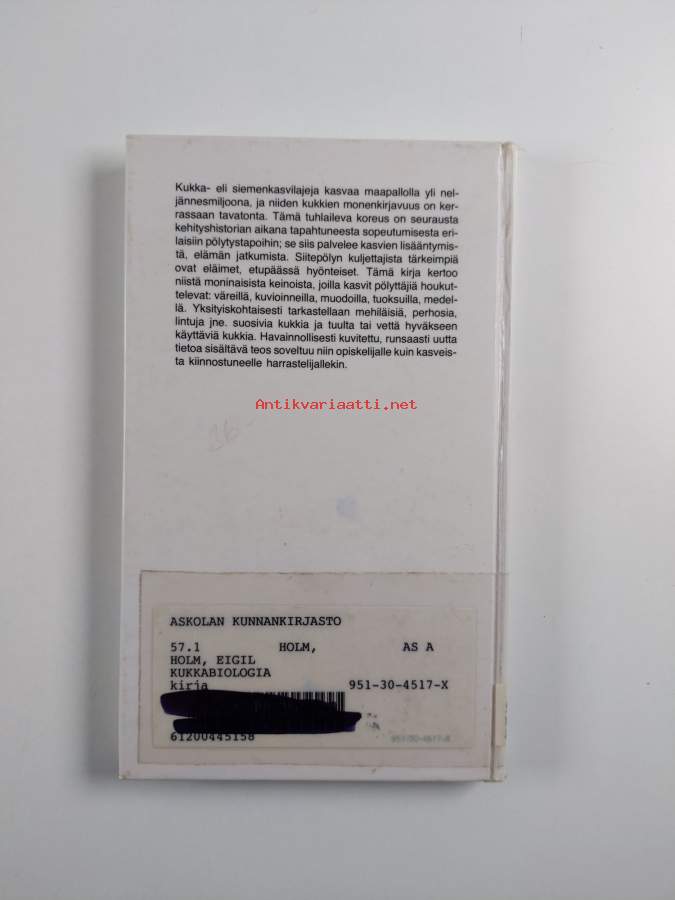 Kukka- eli siemenkasvilajeja kasvaa maapallolla yli nel-
jännesmiljoona, ja niiden kukkien monenkirjavuus on ker-
rassaan tavatonta. Tämä tuhlaileva koreus on seurausta
kehityshistorian aikana tapahtuneesta sopeutumisesta eri-
laisiin pölytystapoihin; se siis palvelee kasvien lisääntymis-
tä, elämän jatkumista. Siitepölyn kuljettajista tärkeimpiä
ovat eläimet, etupäässä hyönteiset. Tämä kirja kertoo
niistä moninaisista keinoista, joilla kasvit pölyttäjiä houkut-
televat: väreillä, kuvioinneilla, muodoilla, tuoksuilla, medel-
lä. Yksityiskohtaisesti tarkastellaan mehiläisiä, perhosia,
lintuja jne. suosivia kukkia ja tuulta tai vettä hyväkseen
käyttäviä kukkia. Havainnollisesti kuvitettu, runsaasti uutta
tietoa sisältävä teos soveltuu niin opiskelijalle kuin kasveis-
ta kiinnostuneelle harrastelijallekin.
Antikvariaatti.net
ASKOLAN KUNNANKIRJASTO
57.1 HOLM, AS A
HOLM, EIGIL
KUKKABIOLOGIA
kirja 951-30-4517-X
61200445158 951-30-4517-X